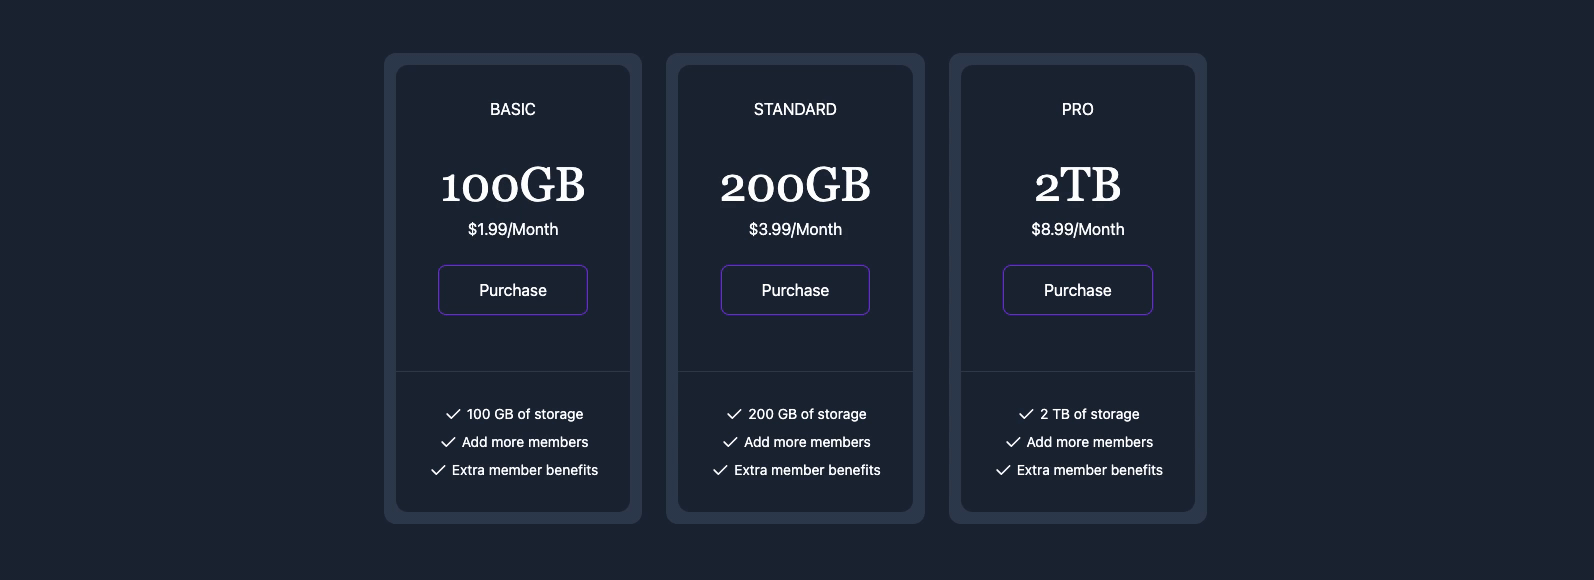 BASIC
100GB
$1.99/Month
Purchase
100 GB of storage
Add more members
Extra member benefits
STANDARD
200GB
$3.99/Month
Purchase
200 GB of storage
Add more members
Extra member benefits
PRO
2TB
$8.99/Month
Purchase
2 TB of storage
Add more members
Extra member benefits